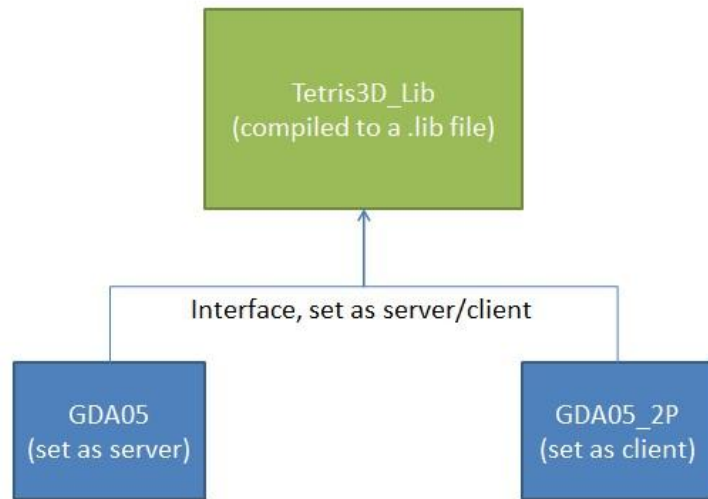 Tetris3D_Lib
(compiled to a .lib file)
Interface, set as server/client
GDA05
(set as server)
GDA05_2P
(set as client)